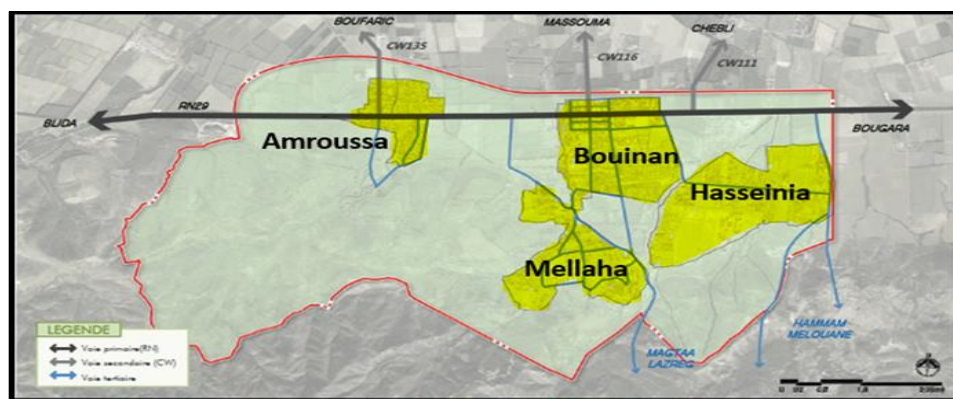 BOUFARIC
MASSOUMA
CHEBLI
CW135
CW116
CW111
RN29
BLIDA
BOUGARA
Amroussa
Bouinan
Hasseinia
Mellaha
LEGENDE
Voie primaire(RN)
Voie secondaire (CW)
Voie tertiaire
MAGTAA
LAZREG
HAMMAM
MELOUANE